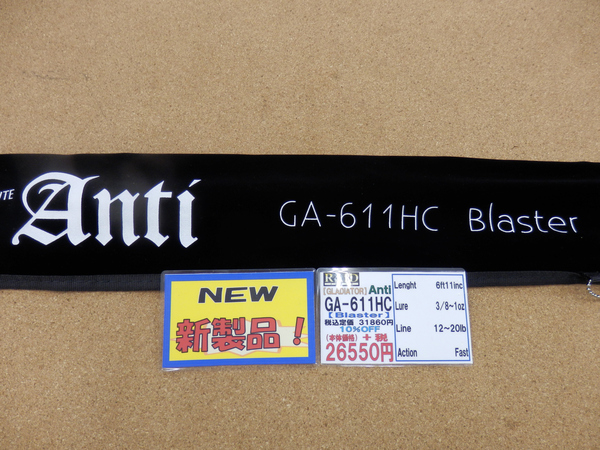 Anti
GA-611HC Blaster
NEW
新製品！
RAID
[GLADIATOR] Anti
GA-611HC
[Blaster]
税込定価 31860円
10%OFF
(本体価格) + 税
26550円
Lenght 6ft11inc
Lure 3/8~1oz
Line 12~20lb
Action Fast